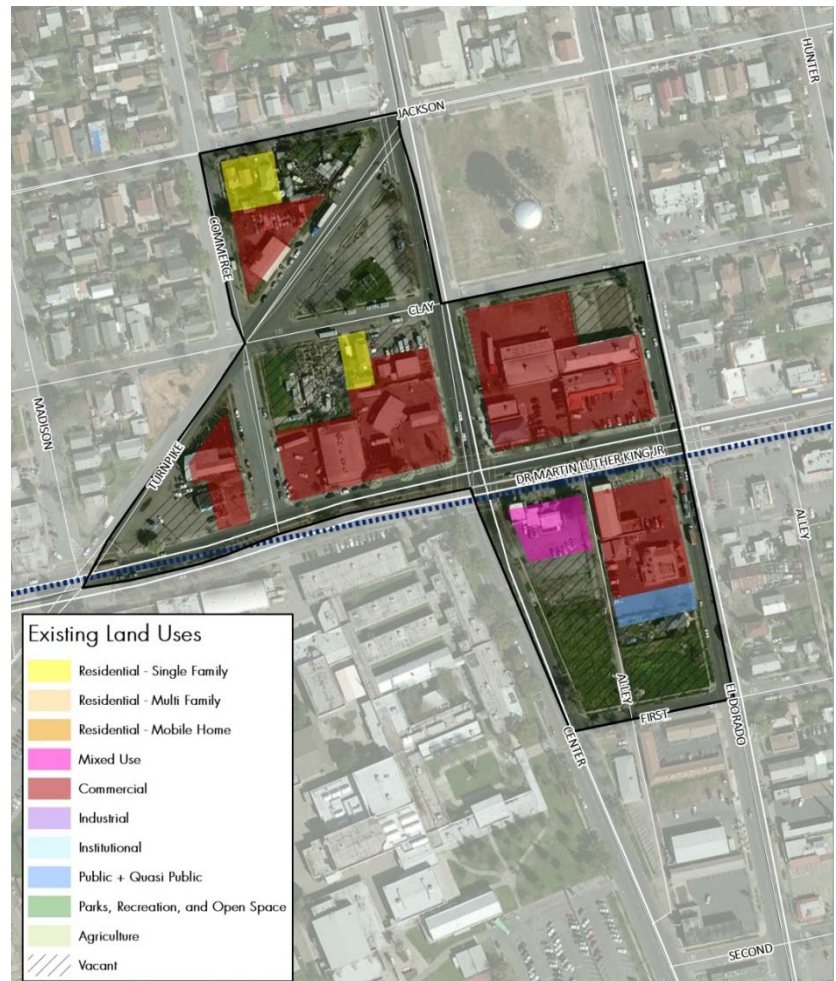 HUNTER
JACKSON
COMMERCE
CLAY
MADISON
TURNPIKE
DR MARTIN LUTHER KING JR
ALLEY
ALLEY
FIRST
EL DORADO
CENTER
SECOND
Existing Land Uses
Residential - Single Family
Residential - Multi Family
Residential - Mobile Home
Mixed Use
Commercial
Industrial
Institutional
Public + Quasi Public
Parks, Recreation, and Open Space
Agriculture
Vacant